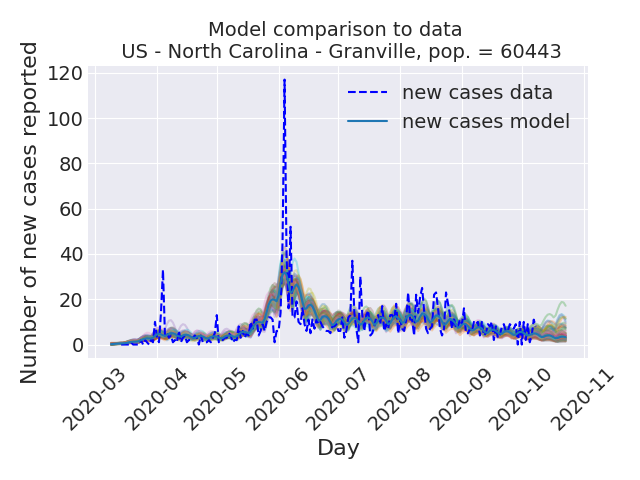 Model comparison to data
US - North Carolina - Granville, pop. = 60443
Number of new cases reported
120
100
80
60
40
20
0
new cases data
new cases model
2020-03
2020-04
2020-05
2020-06
2020-07
2020-08
2020-09
2020-10
2020-11
Day